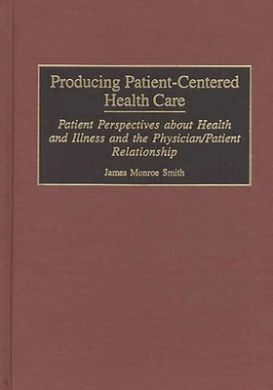 Producing Patient-Centered
Health Care
Patient Perspectives about Health
and Illness and the Physician/Patient
Relationship
James Monroe Smith